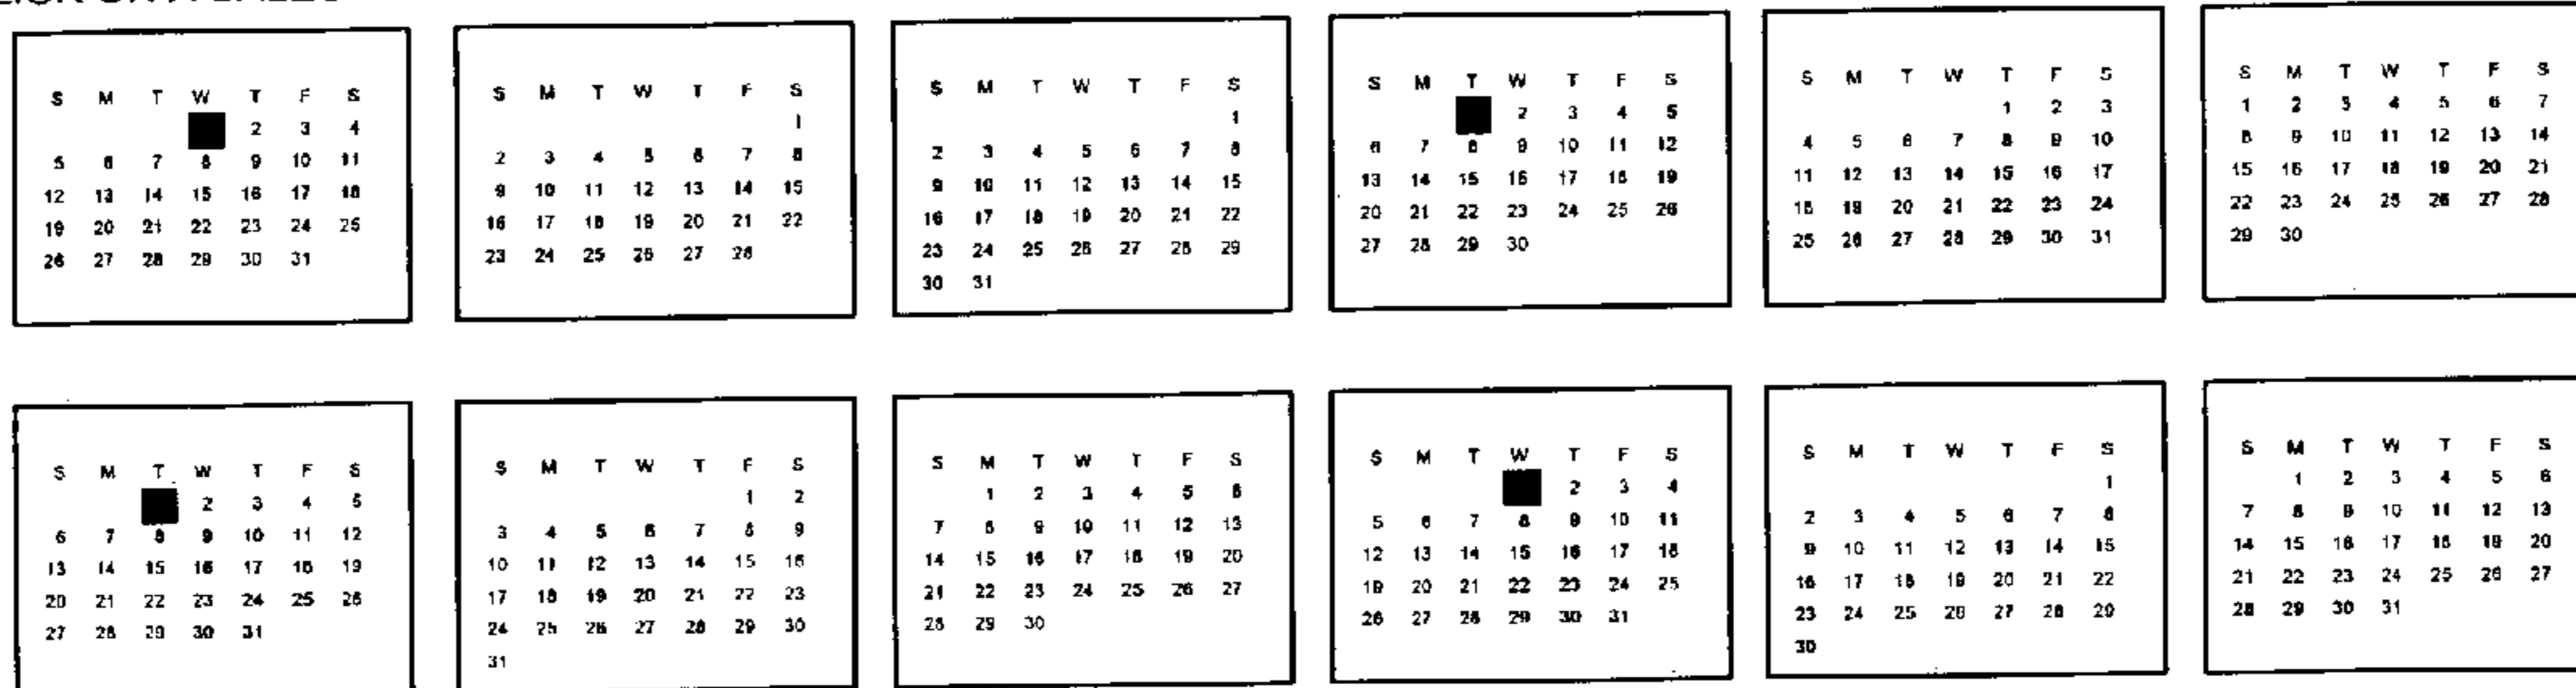 S M T W T F S
2 3 4
5 6 7 8 9 10 11
12 13 14 15 16 17 18
19 20 21 22 23 24 25
26 27 28 29 30 31
S M T W T F S
1
2 3 4 5 6 7 8
9 10 11 12 13 14 15
16 17 18 19 20 21 22
23 24 25 26 27 28
S M T W T F S
1
2 3 4 5 6 7 8
9 10 11 12 13 14 15
16 17 18 19 20 21 22
23 24 25 26 27 28 29
30 31
S M T W T F S
2 3 4 5
6 7 8 9 10 11 12
13 14 15 16 17 18 19
20 21 22 23 24 25 26
27 28 29 30
S M T W T F S
1 2 3
4 5 6 7 8 9 10
11 12 13 14 15 16 17
18 19 20 21 22 23 24
25 26 27 28 29 30 31
S M T W T F S
1 2 3 4 5 6 7
8 9 10 11 12 13 14
15 16 17 18 19 20 21
22 23 24 25 26 27 28
29 30
S M T W T F S
2 3 4 5
6 7 8 9 10 11 12
13 14 15 16 17 18 19
20 21 22 23 24 25 26
27 28 29 30 31
S M T W T F S
1 2
3 4 5 6 7 8 9
10 11 12 13 14 15 16
17 18 19 20 21 22 23
24 25 26 27 28 29 30
31
S M T W T F S
1 2 3 4 5 6
7 8 9 10 11 12 13
14 15 16 17 18 19 20
21 22 23 24 25 26 27
28 29 30
S M T W T F S
2 3 4
5 6 7 8 9 10 11
12 13 14 15 16 17 18
19 20 21 22 23 24 25
26 27 28 29 30 31
S M T W T F S
1
2 3 4 5 6 7 8
9 10 11 12 13 14 15
16 17 18 19 20 21 22
23 24 25 26 27 28 29
30
S M T W T F S
1 2 3 4 5 6
7 8 9 10 11 12 13
14 15 16 17 18 19 20
21 22 23 24 25 26 27
28 29 30 31